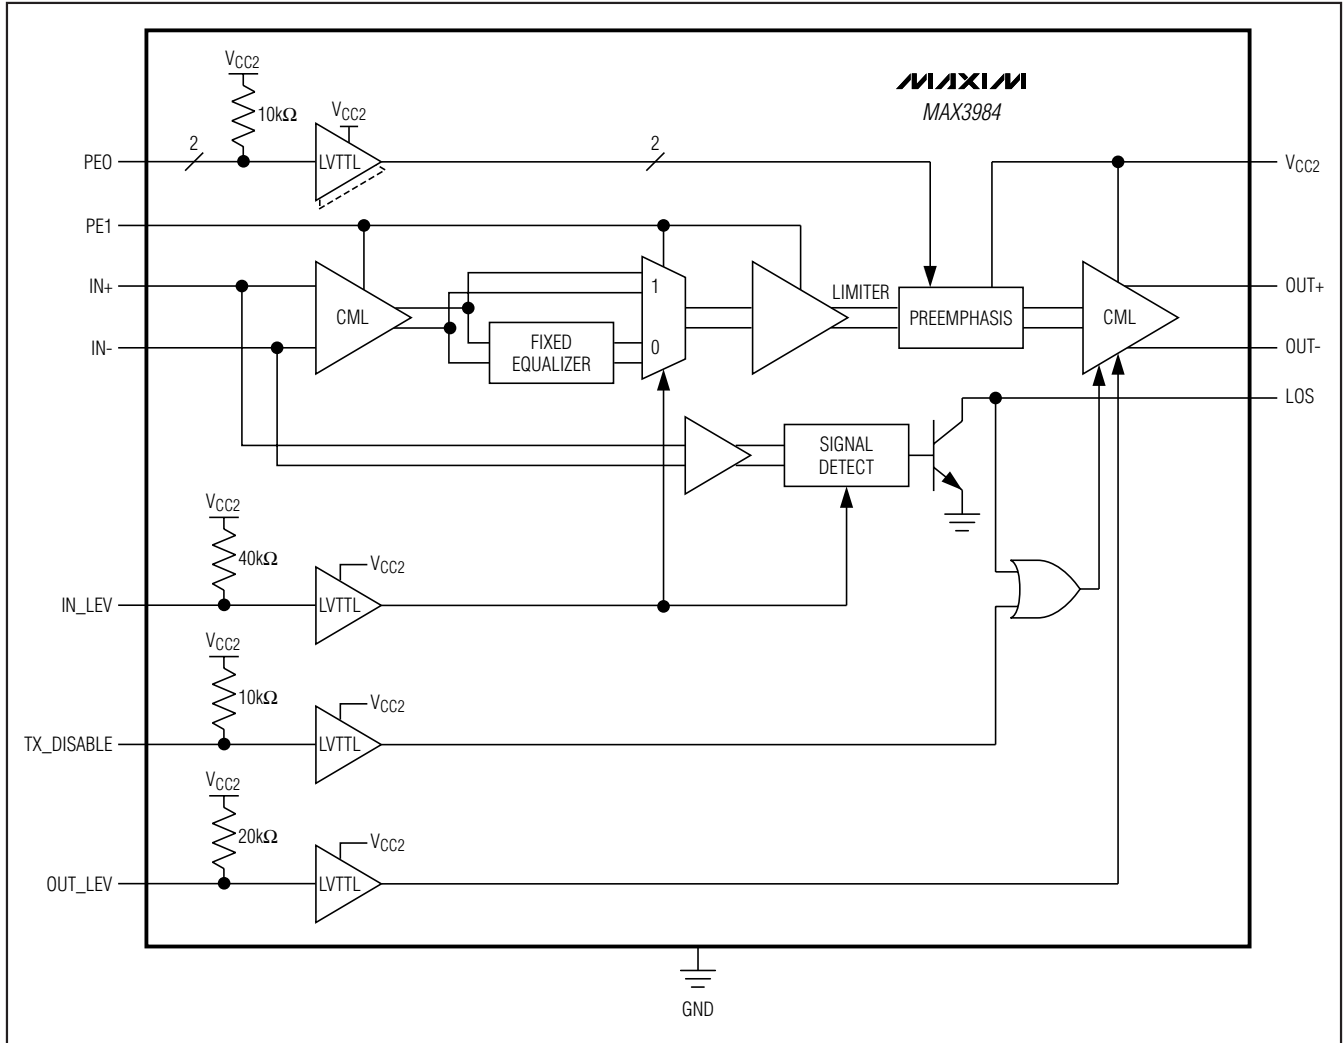 MAXIM
MAX3984
VCC2
10kΩ
VCC2
PE0
2
LVTTL
2
VCC2
PE1
IN+
IN-
CML
FIXED
EQUALIZER
1
0
LIMITER
PREEMPHASIS
CML
OUT+
OUT-
LOS
SIGNAL
DETECT
VCC2
40kΩ
VCC2
IN_LEV
LVTTL
VCC2
10kΩ
VCC2
TX_DISABLE
LVTTL
VCC2
20kΩ
VCC2
OUT_LEV
LVTTL
GND